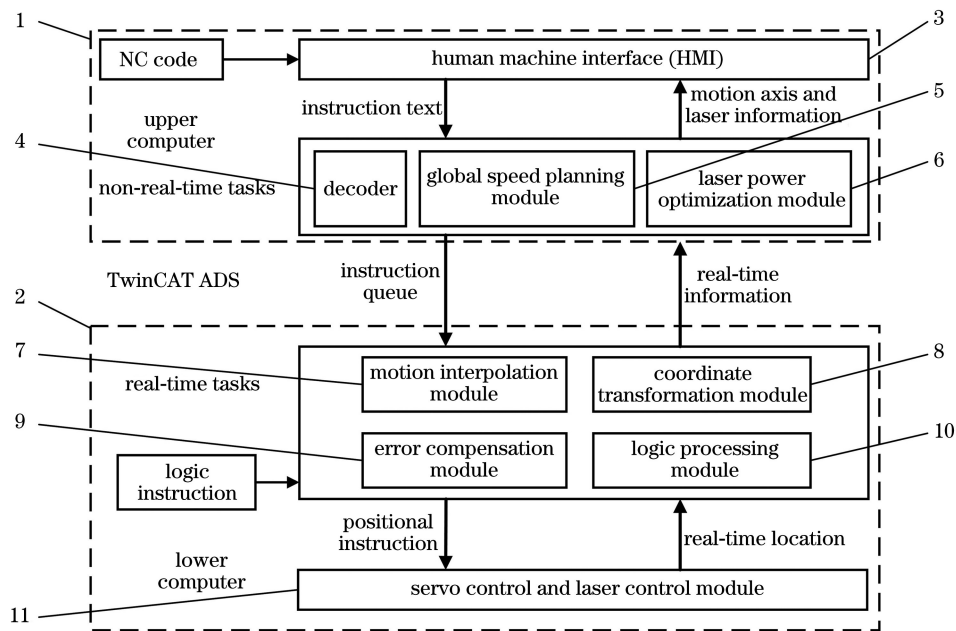 1
3
NC code
human machine interface (HMI)
instruction text
motion axis and
laser information
5
upper
computer
4
6
non-real-time tasks
decoder
global speed planning
module
laser power
optimization module
TwinCAT ADS
instruction
queue
real-time
information
2
7
8
real-time tasks
motion interpolation
module
coordinate
transformation module
9
10
error compensation
module
logic processing
module
logic
instruction
positional
instruction
real-time location
lower
computer
servo control and laser control module
11